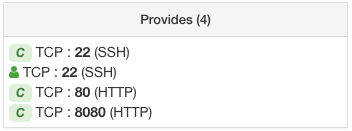 Provides (4)
C TCP : 22 (SSH)
TCP : 22 (SSH)
C TCP : 80 (HTTP)
C TCP : 8080 (HTTP)